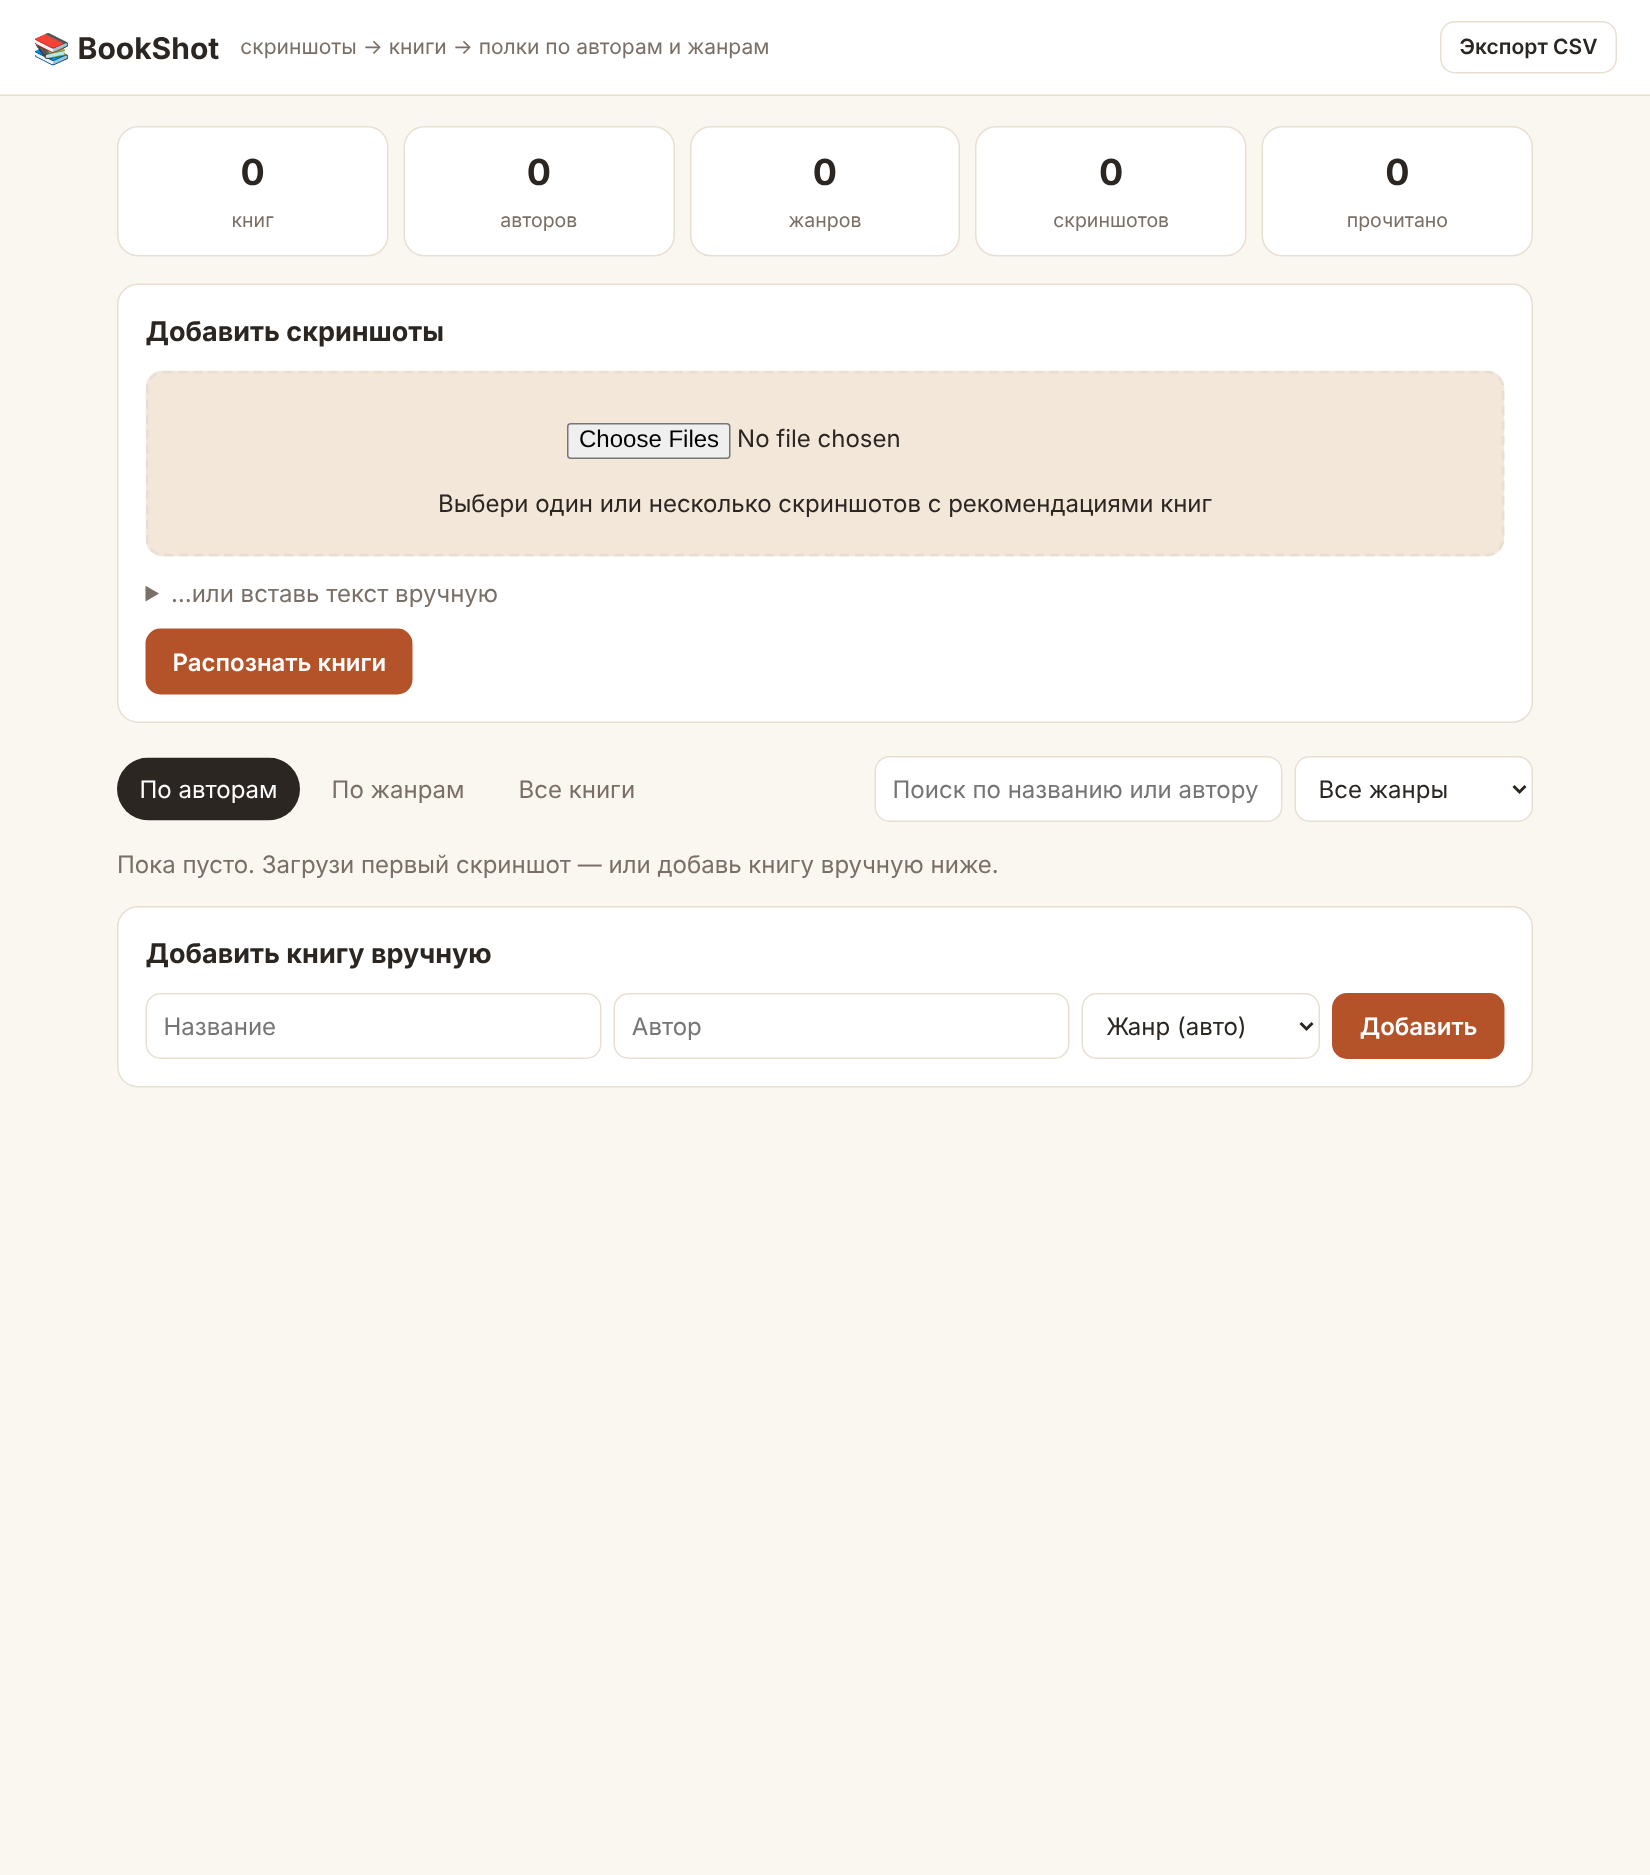 📚 BookShot скриншоты → книги → полки по авторам и жанрам Экспорт CSV
0 0 0 0 0
книг авторов жанров скриншотов прочитано
Добавить скриншоты
Choose Files No file chosen
Выбери один или несколько скриншотов с рекомендациями книг
...или вставь текст вручную
Распознать книги
По авторам По жанрам Все книги Поиск по названию или автору Все жанры
Пока пусто. Загрузи первый скриншот — или добавь книгу вручную ниже.
Добавить книгу вручную
Название Автор Жанр (авто) Добавить